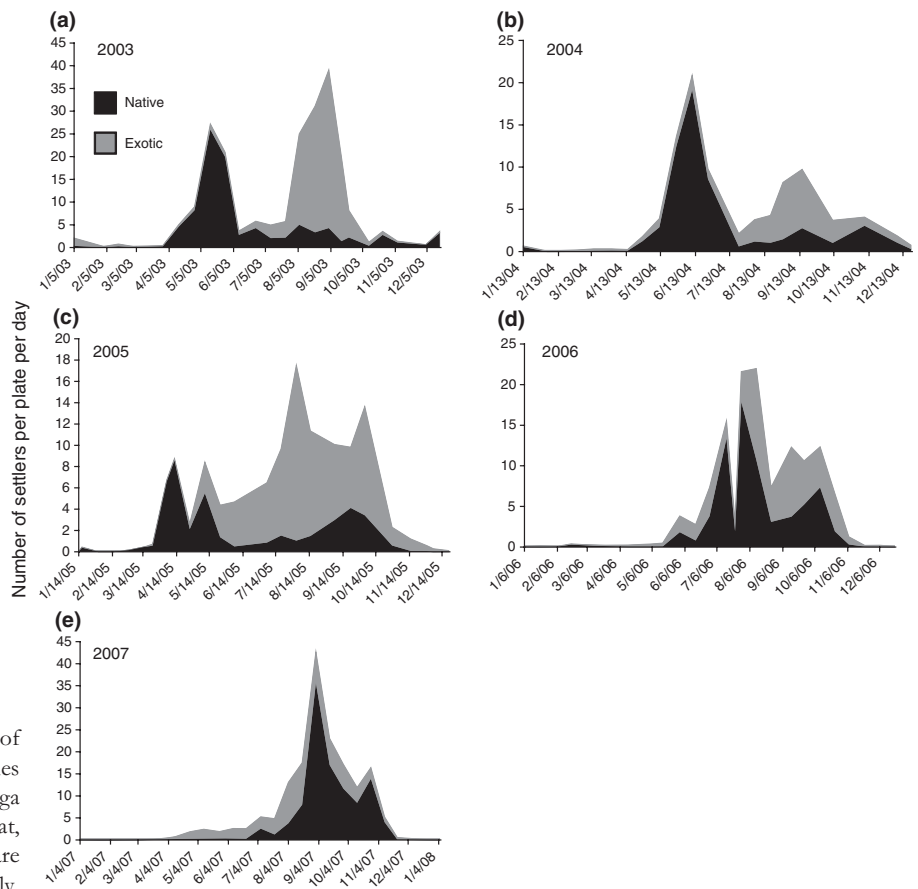 (a)
2003
45
40
35
30
25
20
15
10
5
0
Native
Exotic
1/5/03 2/5/03 3/5/03 4/5/03 5/5/03 6/5/03 7/5/03 8/5/03 9/5/03 10/5/03 11/5/03 12/5/03
(b)
2004
25
20
15
10
5
0
1/13/04 2/13/04 3/13/04 4/13/04 5/13/04 6/13/04 7/13/04 8/13/04 9/13/04 10/13/04 11/13/04 12/13/04
Number of settlers per plate per day
(c)
2005
20
18
16
14
12
10
8
6
4
2
0
1/14/05 2/14/05 3/14/05 4/14/05 5/14/05 6/14/05 7/14/05 8/14/05 9/14/05 10/14/05 11/14/05 12/14/05
(d)
2006
25
20
15
10
5
0
1/6/06 2/6/06 3/6/06 4/6/06 5/6/06 6/6/06 7/6/06 8/6/06 9/6/06 10/6/06 11/6/06 12/6/06
(e)
2007
45
40
35
30
25
20
15
10
5
0
1/4/07 2/4/07 3/4/07 4/4/07 5/4/07 6/4/07 7/4/07 8/4/07 9/4/07 10/4/07 11/4/07 12/4/07 1/4/08
of
es
ga
at,
are
ly.